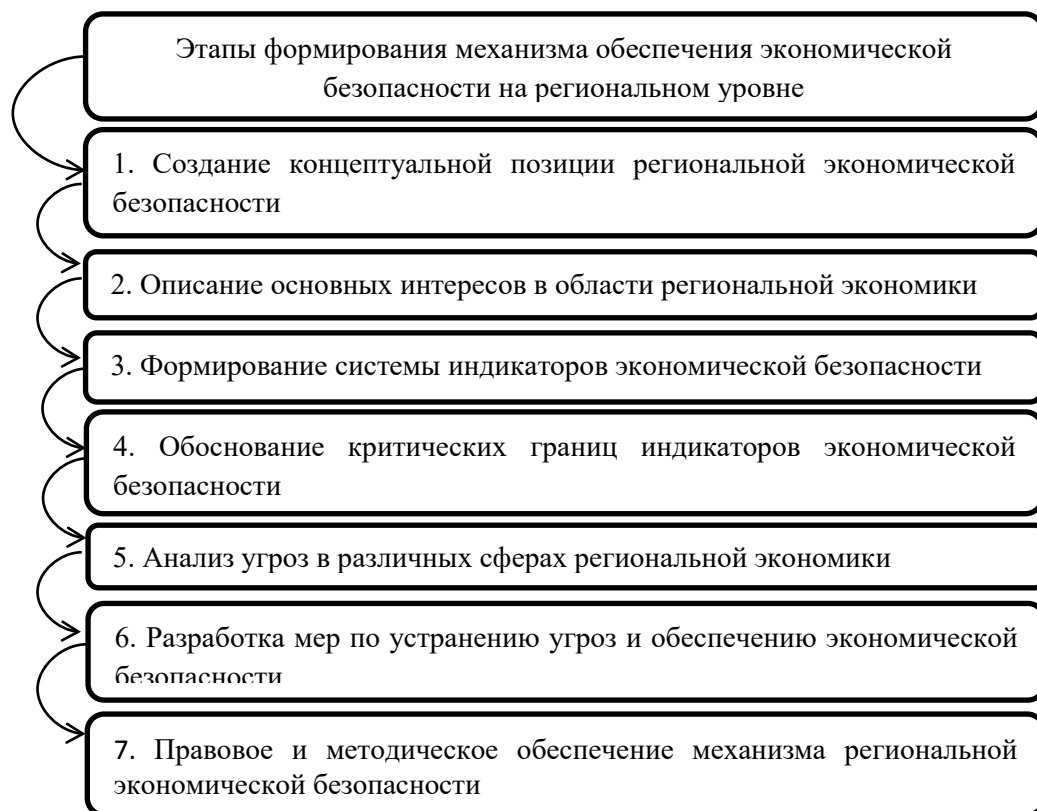 Этапы формирования механизма обеспечения экономической
безопасности на региональном уровне
1. Создание концептуальной позиции региональной экономической
безопасности
2. Описание основных интересов в области региональной экономики
3. Формирование системы индикаторов экономической безопасности
4. Обоснование критических границ индикаторов экономической
безопасности
5. Анализ угроз в различных сферах региональной экономики
6. Разработка мер по устранению угроз и обеспечению экономической
безопасности
7. Правовое и методическое обеспечение механизма региональной
экономической безопасности